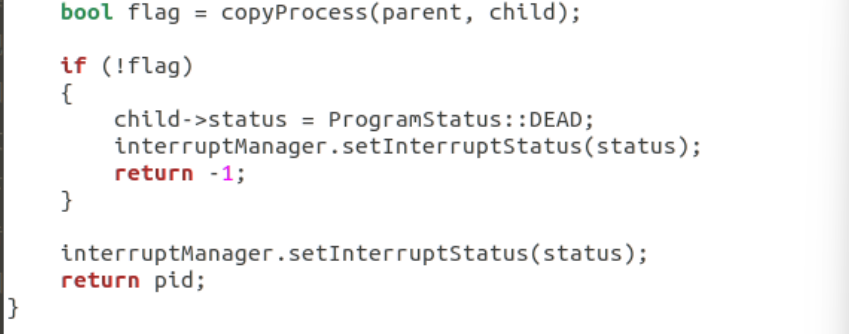 bool flag = copyProcess(parent, child);
if (!flag)
{
child->status = ProgramStatus::DEAD;
interruptManager.setInterruptStatus(status);
return -1;
}
interruptManager.setInterruptStatus(status);
return pid;
}